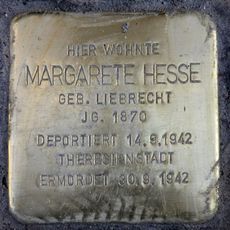 HIER WOHNTE
MARGARETE HESSE
GEB. LIEBRECHT
JG. 1870
DEPORTIERT 14.9.1942
THERESIENSTADT
ERMORDET 30.9.1942